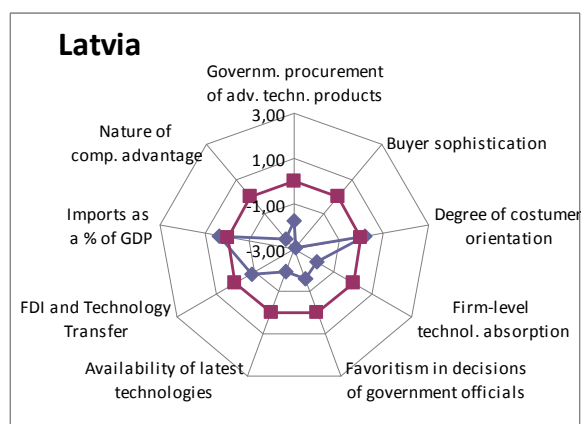 Latvia
Governm. procurement
of adv. techn. products
3,00
Nature of
comp. advantage
1,00
Buyer sophistication
-1,00
Imports as
a % of GDP
Degree of costumer
orientation
-3,00
FDI and Technology
Transfer
Firm-level
technol. absorption
Availability of latest
technologies
Favoritism in decisions
of government officials